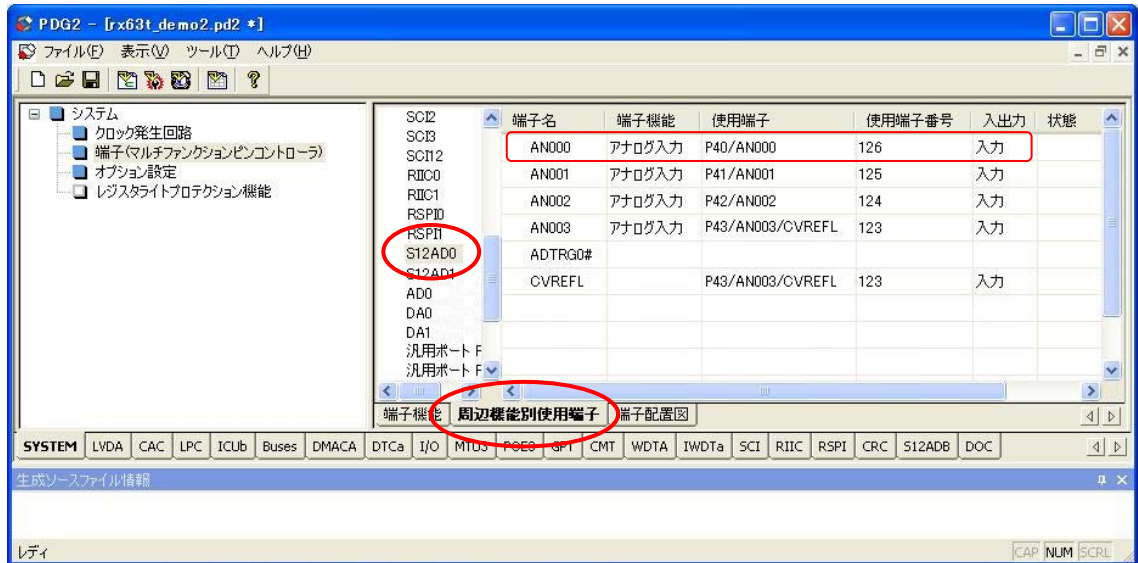 PDG2 - [rx63t_demo2.pd2 *]
ファイル(F) 表示(V) ツール(T) ヘルプ(H)
システム
クロック発生回路
端子(マルチファンクションピンコントローラ)
オプション設定
レジスタライトプロテクション機能
SCI2
SCI3
SCI12
RIIC0
RIIC1
RSPI0
RSPI1
S12AD0
S12AD1
AD0
DA0
DA1
汎用ポート F
汎用ポート F
端子名 端子機能 使用端子 使用端子番号 入出力 状態
AN000 アナログ入力 P40/AN000 126 入力
AN001 アナログ入力 P41/AN001 125 入力
AN002 アナログ入力 P42/AN002 124 入力
AN003 アナログ入力 P43/AN003/CVREFL 123 入力
ADTRG0#
CVREFL P43/AN003/CVREFL 123 入力
端子機能 周辺機能別使用端子 端子配置図
SYSTEM LVDA CAC LPC ICUb Buses DMACA DTCa I/O MTU3 POE3 GPT CMT WDTA IWDTa SCI RIIC RSPI CRC S12ADB DOC
生成ソースファイル情報
レディ
CAP NUM SCRL